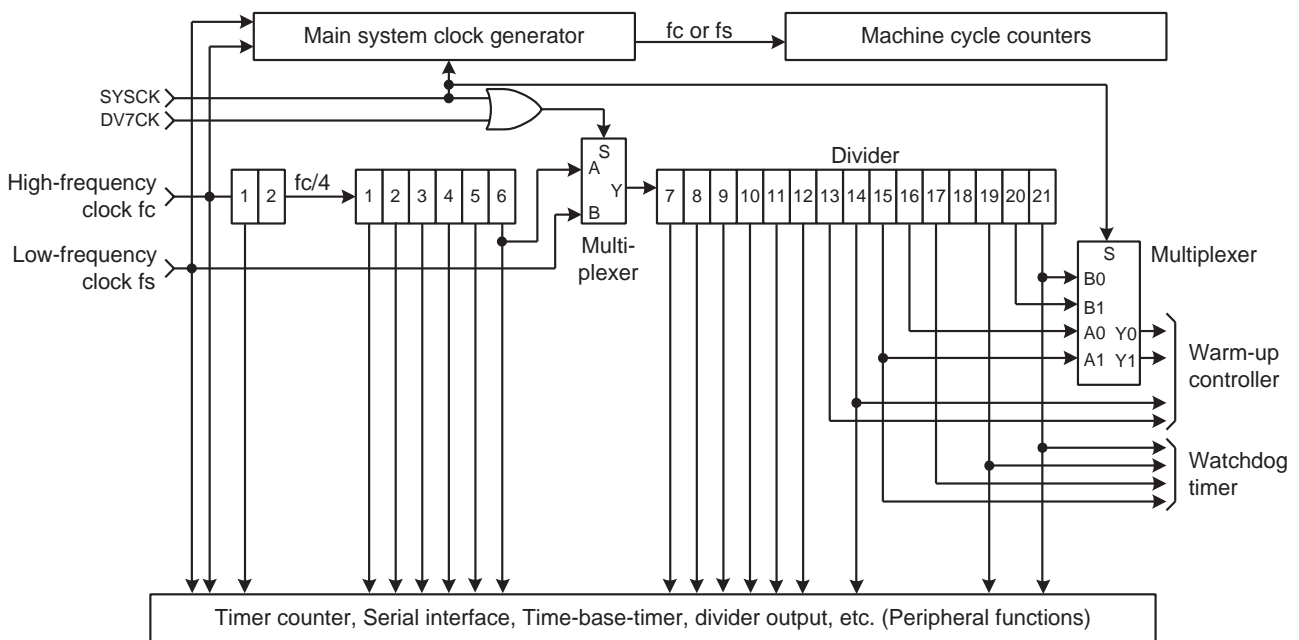 Main system clock generator
fc or fs
Machine cycle counters
SYSCK
DV7CK
High-frequency
clock fc
1 2
fc/4
1 2 3 4 5 6
S
A
Y
B
Multi-
plexer
Divider
7 8 9 10 11 12 13 14 15 16 17 18 19 20 21
Low-frequency
clock fs
S
B0
B1
A0 Y0
A1 Y1
Multiplexer
Warm-up
controller
Watchdog
timer
Timer counter, Serial interface, Time-base-timer, divider output, etc. (Peripheral functions)